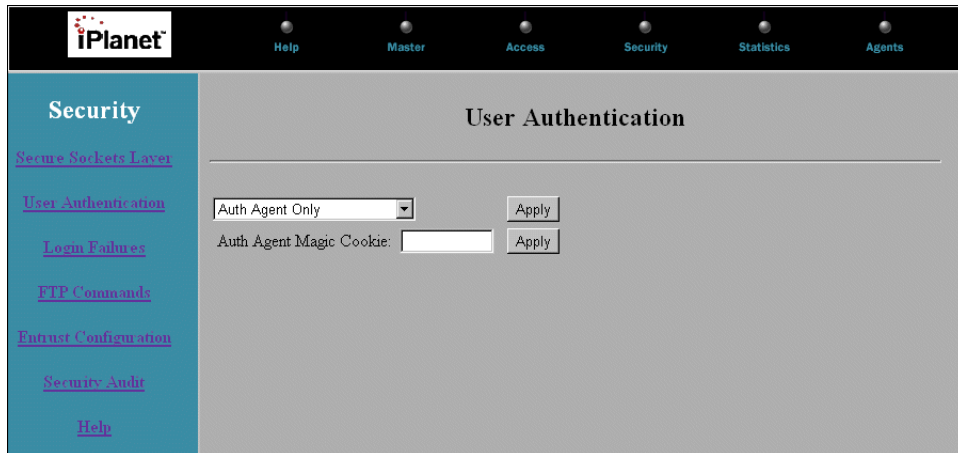 iPlanet™
Help Master Access Security Statistics Agents
Security
Secure Sockets Layer
User Authentication
Login Failures
FTP Commands
Entrust Configuration
Security Audit
Help
User Authentication
Auth Agent Only Apply
Auth Agent Magic Cookie: Apply